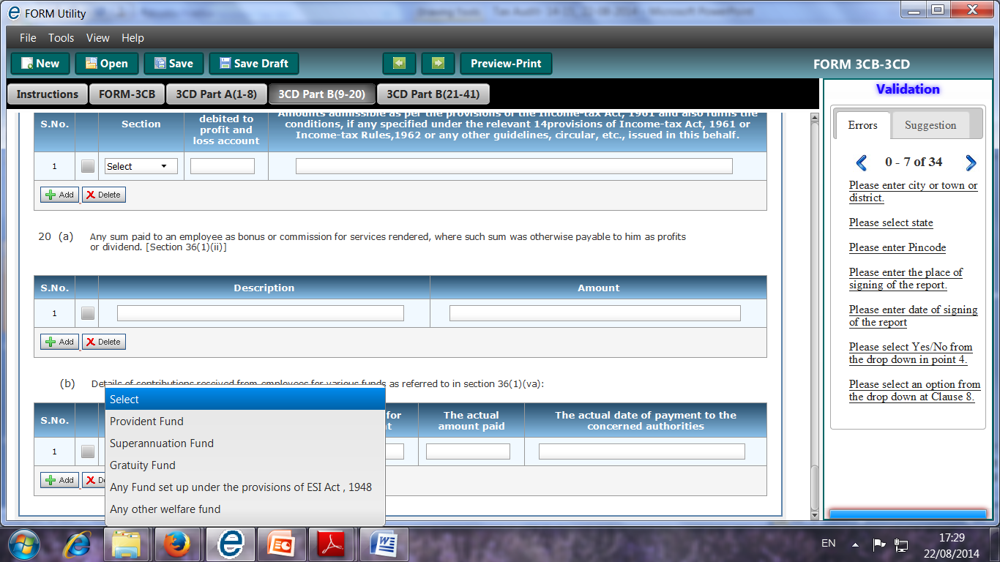 FORM Utility
File Tools View Help
New Open Save Save Draft Preview-Print FORM 3CB-3CD
Instructions FORM-3CB 3CD Part A(1-8) 3CD Part B(9-20) 3CD Part B(21-41)
S.No. Section debited to profit and loss account
Amounts admissible as per the provisions of the Income-tax Act, 1961 and also furnis the
conditions, if any specified under the relevant 14provisions of Income-tax Act, 1961 or
Income-tax Rules,1962 or any other guidelines, circular, etc., issued in this behalf.
1 Select
Add Delete
20 (a) Any sum paid to an employee as bonus or commission for services rendered, where such sum was otherwise payable to him as profits
or dividend. [Section 36(1)(ii)]
S.No. Description Amount
1
Add Delete
(b) Details of contributions received from employees for various funds as referred to in section 36(1)(va):
S.No. for The actual amount paid The actual date of payment to the concerned authorities
1
Add
Select
Provident Fund
Superannuation Fund
Gratuity Fund
Any Fund set up under the provisions of ESI Act , 1948
Any other welfare fund
Validation
Errors Suggestion
0 - 7 of 34
Please enter city or town or
district.
Please select state
Please enter Pincode
Please enter the place of
signing of the report.
Please enter date of signing
of the report
Please select Yes/No from
the drop down in point 4.
Please select an option from
the drop down at Clause 8.
EN 17:29
22/08/2014